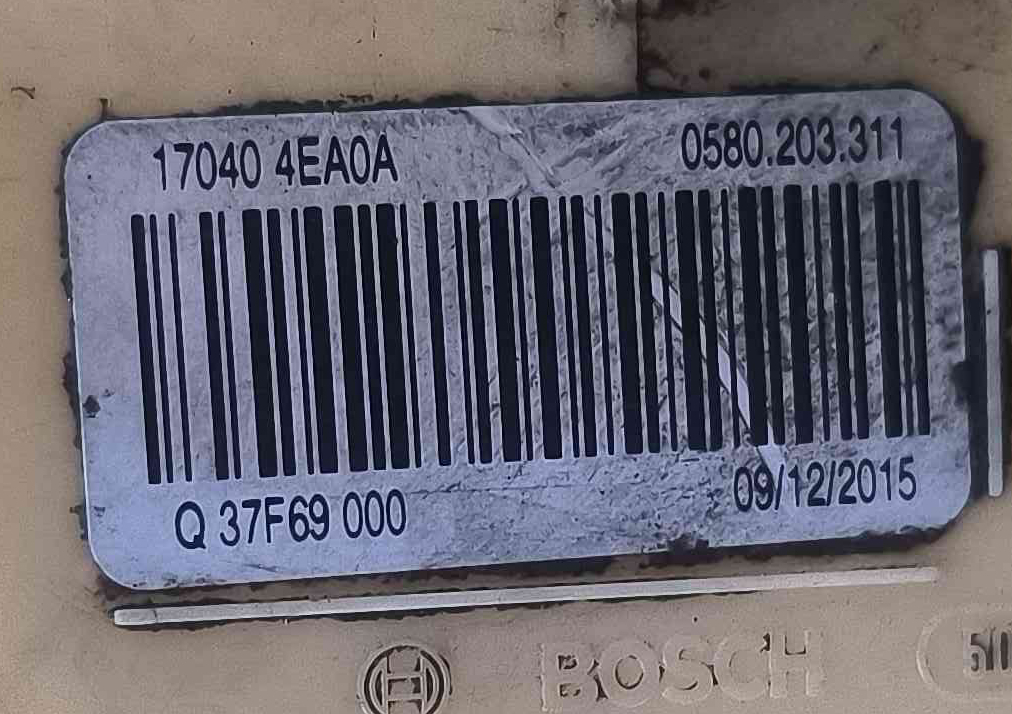 17040 4EA0A 0580.203.311
Q 37F69 000 09/12/2015
BOSCH